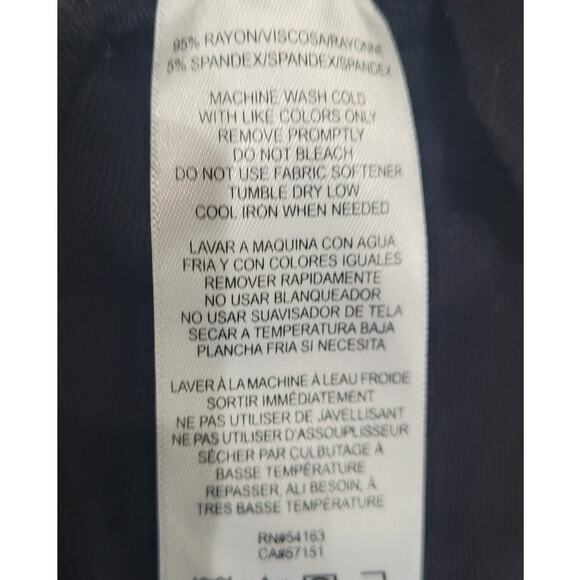 95% RAYON/VISCOSA/RAYONNE
5% SPANDEX/SPANDEX/SPANDEX
MACHINE WASH COLD
WITH LIKE COLORS ONLY
REMOVE PROMPTLY
DO NOT BLEACH
DO NOT USE FABRIC SOFTENER
TUMBLE DRY LOW
COOL IRON WHEN NEEDED
LAVAR A MAQUINA CON AGUA
FRIA Y CON COLORES IGUALES
REMOVER RAPIDAMENTE
NO USAR BLANQUEADOR
NO USAR SUAVISADOR DE TELA
SECAR A TEMPERATURA BAJA
PLANCHA FRIA SI NECESITA
LAVER À LA MACHINE À LEAU FROIDE
SORTIR IMMÉDIATEMENT
NE PAS UTILISER DE JAVELLISANT
NE PAS UTILISER D'ASSOUPLISSEUR
SÉCHER PAR CULBUTAGE À
BASSE TEMPÉRATURE
REPASSER, ALI BESOIN, À
TRES BASSE TEMPÉRATURE
RN#54163
CA#57151